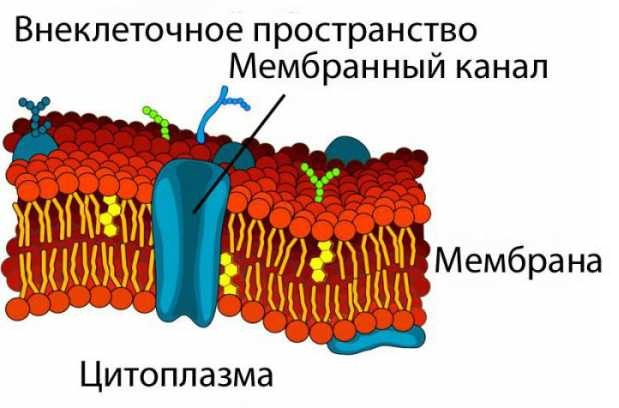 Внеклеточное пространство
Мембранный канал
Мембрана
Цитоплазма